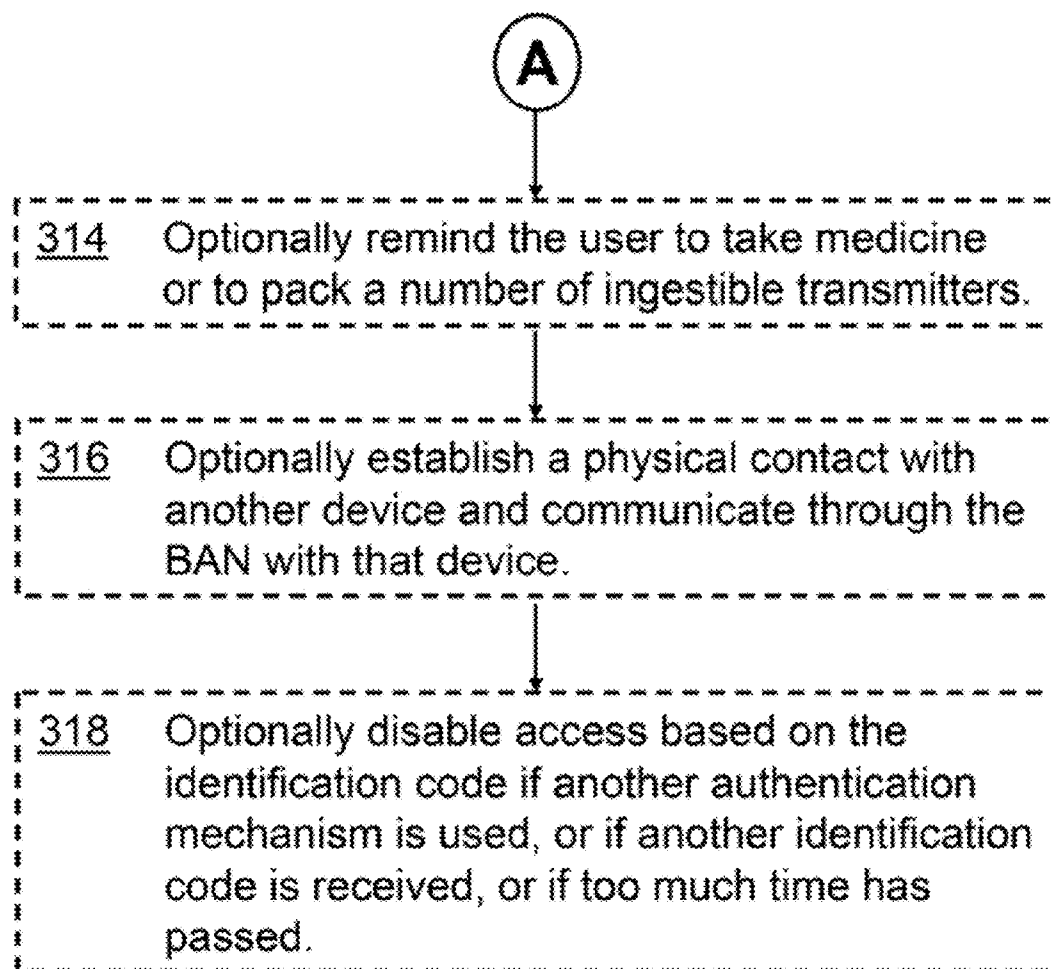 A
314 Optionally remind the user to take medicine
or to pack a number of ingestible transmitters.
316 Optionally establish a physical contact with
another device and communicate through the
BAN with that device.
318 Optionally disable access based on the
identification code if another authentication
mechanism is used, or if another identification
code is received, or if too much time has
passed.